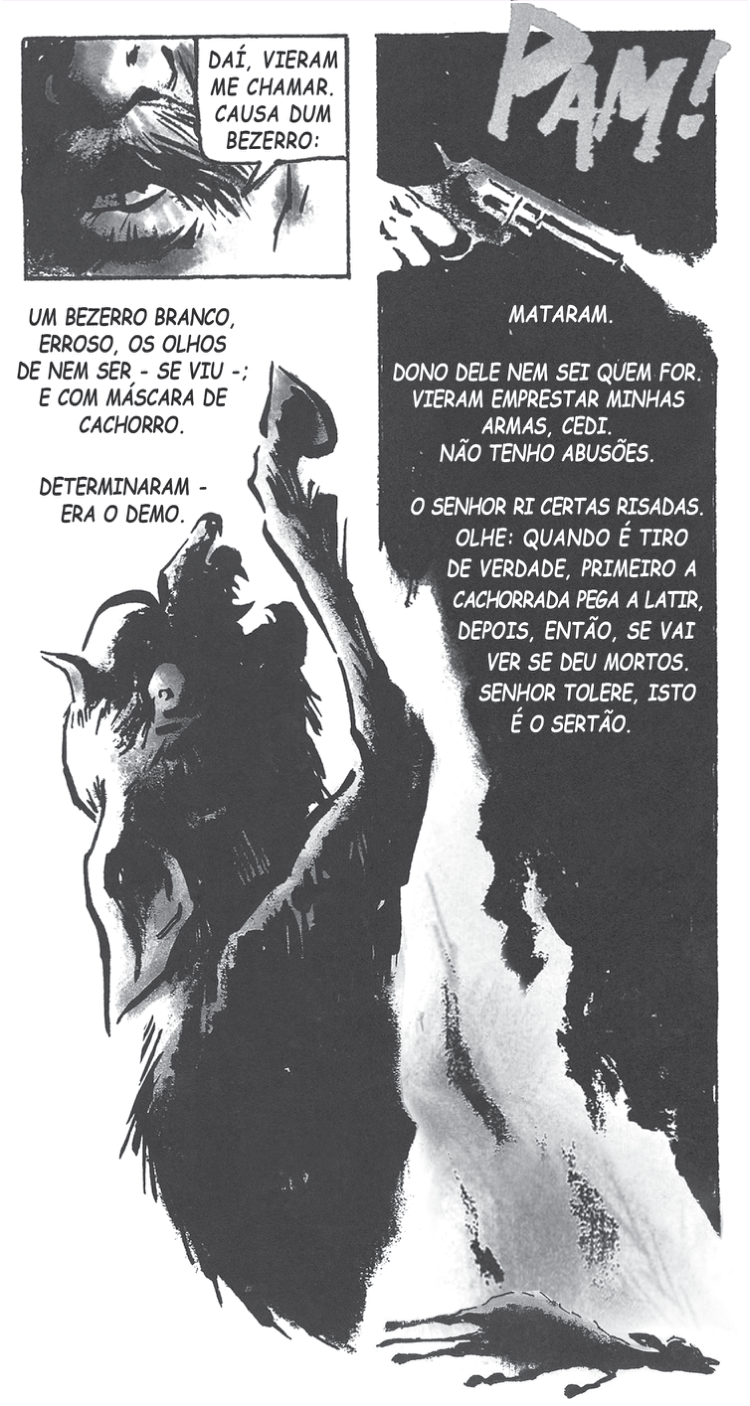 DAÍ, VIERAM
ME CHAMAR.
CAUSA DUM
BEZERRO:
UM BEZERRO BRANCO,
ERROSO, OS OLHOS
DE NEM SER - SE VIU -;
E COM MÁSCARA DE
CACHORRO.
DETERMINARAM -
ERA O DEMO.
PAM!
MATARAM.
DONO DELE NEM SEI QUEM FOR.
VIERAM EMPRESTAR MINHAS
ARMAS, CEDI.
NÃO TENHO ABUSÕES.
O SENHOR RI CERTAS RISADAS.
OLHE: QUANDO É TIRO
DE VERDADE, PRIMEIRO A
CACHORRADA PEGA A LATIR,
DEPOIS, ENTÃO, SE VAI
VER SE DEU MORTOS.
SENHOR TOLERE, ISTO
É O SERTÃO.